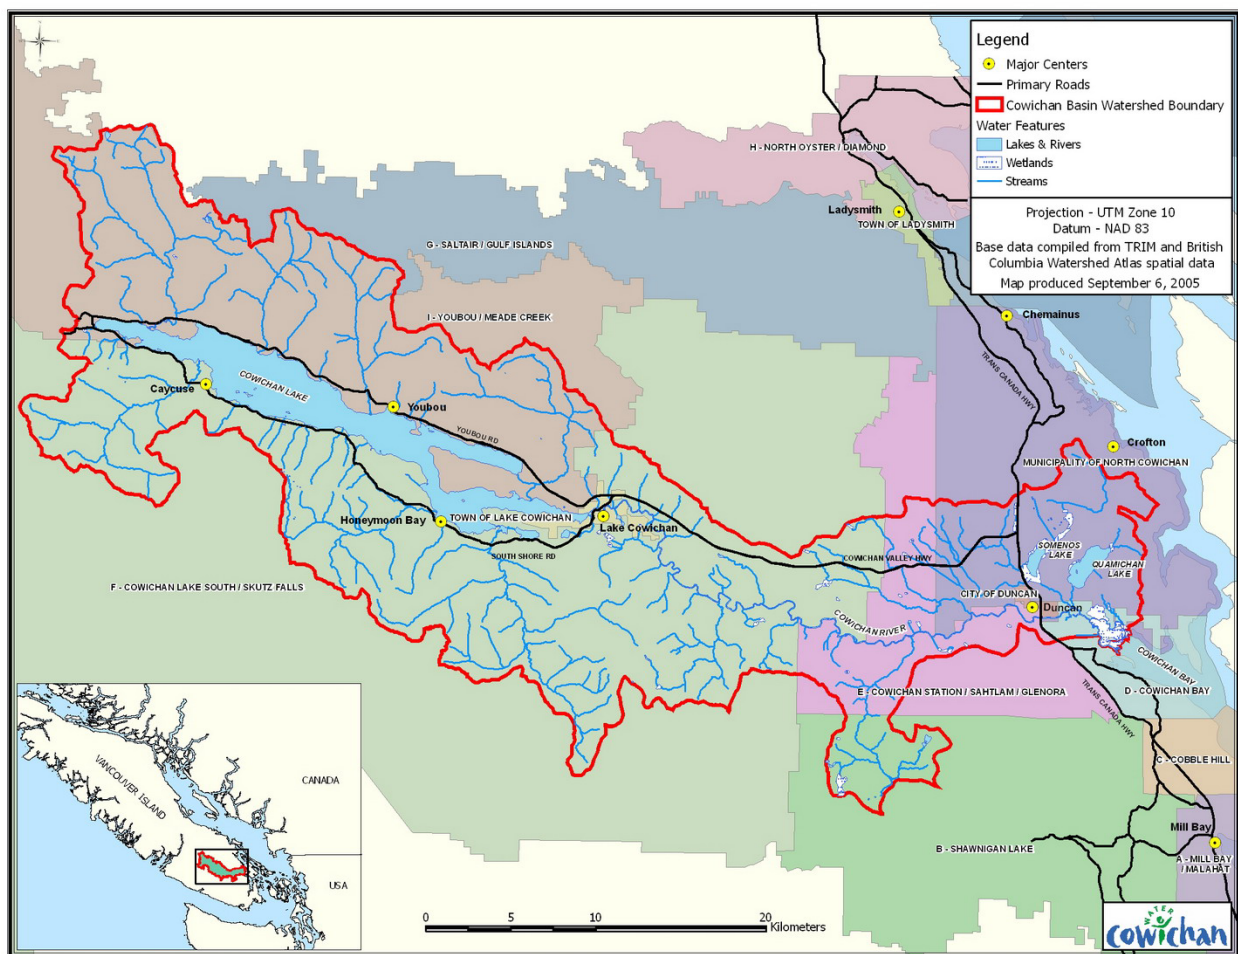 Legend
Major Centers
Primary Roads
Cowichan Basin Watershed Boundary
Water Features
Lakes & Rivers
Wetlands
Streams
Projection - UTM Zone 10
Datum - NAD 83
Base data compiled from TRIM and British
Columbia Watershed Atlas spatial data
Map produced September 6, 2005
H - NORTH OYSTER / DIAMOND
Ladysmith
TOWN OF LADYSMITH
G - SALTAIR / GULF ISLANDS
I - YOUBOU / MEADE CREEK
Chemainus
TRANS CANADA HWY
COWICHAN LAKE
Caycuse
Youbou
YOUBOU RD
Crofton
MUNICIPALITY OF NORTH COWICHAN
Honeymoon Bay
TOWN OF LAKE COWICHAN
Lake Cowichan
SOUTH SHORE RD
COWICHAN VALLEY HWY
SOMENOS
LAKE
QUAMICHAN
LAKE
F - COWICHAN LAKE SOUTH / SKUTZ FALLS
CITY OF DUNCAN
Duncan
COWICHAN RIVER
COWICHAN BAY
E - COWICHAN STATION / SAHTLAM / GLENORA
D - COWICHAN BAY
TRANS CANADA HWY
C - COBBLE HILL
Mill Bay
B - SHAWNIGAN LAKE
A - MILL BAY
/ MALAHAT
VANCOUVER ISLAND
CANADA
USA
0 5 10 20
Kilometers
WATER
Cowichan